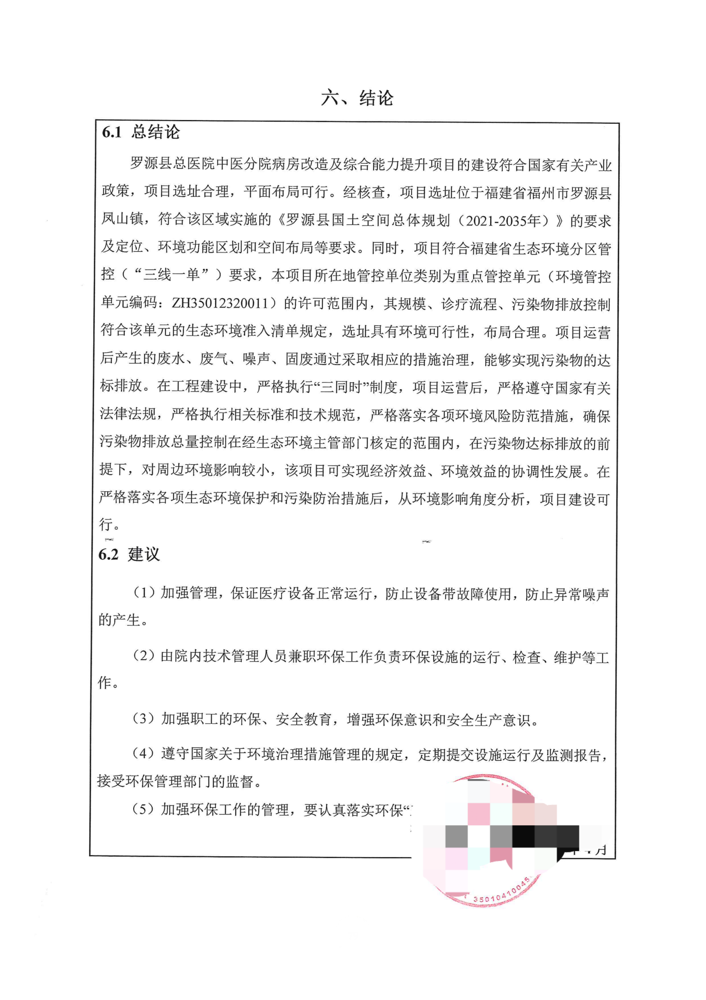 六、结论
6.1 总结论
罗源县总医院中医分院病房改造及综合能力提升项目的建设符合国家有关产业
政策，项目选址合理，平面布局可行。经核查，项目选址位于福建省福州市罗源县
凤山镇，符合该区域实施的《罗源县国土空间总体规划（2021-2035年）》的要求
及定位、环境功能区划和空间布局等要求。同时，项目符合福建省生态环境分区管
控（“三线一单”）要求，本项目所在地管控单位类别为重点管控单元（环境管控
单元编码：ZH35012320011）的许可范围内，其规模、诊疗流程、污染物排放控制
符合该单元的生态环境准入清单规定，选址具有环境可行性，布局合理。项目运营
后产生的废水、废气、噪声、固废通过采取相应的措施治理，能够实现污染物的达
标排放。在工程建设中，严格执行“三同时”制度，项目运营后，严格遵守国家有关
法律法规，严格执行相关标准和技术规范，严格落实各项环境风险防范措施，确保
污染物排放总量控制在经生态环境主管部门核定的范围内，在污染物达标排放的前
提下，对周边环境影响较小，该项目可实现经济效益、环境效益的协调性发展。在
严格落实各项生态环境保护和污染防治措施后，从环境影响角度分析，项目建设可
行。
6.2 建议
（1）加强管理，保证医疗设备正常运行，防止设备带故障使用，防止异常噪声
的产生。
（2）由院内技术管理人员兼职环保工作负责环保设施的运行、检查、维护等工
作。
（3）加强职工的环保、安全教育，增强环保意识和安全生产意识。
（4）遵守国家关于环境治理措施管理的规定，定期提交设施运行及监测报告，
接受环保管理部门的监督。
（5）加强环保工作的管理，要认真落实环保“
月
35010410045